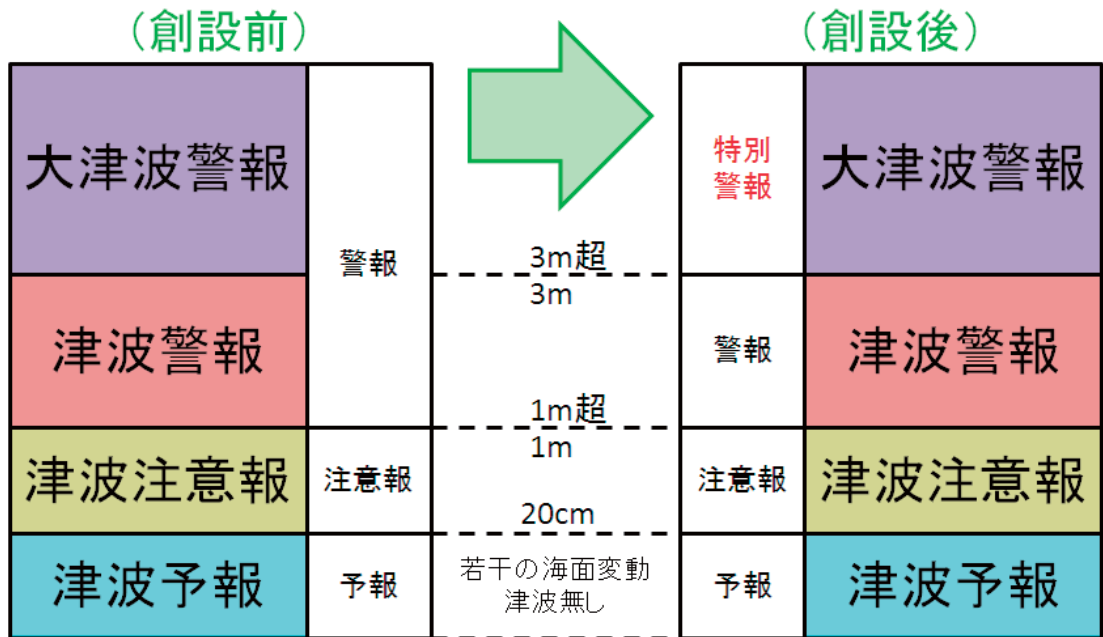 (創設前)
(創設後)
大津波警報
警報
特別
警報
大津波警報
3m超
3m
津波警報
警報
津波警報
1m超
1m
津波注意報
注意報
注意報
津波注意報
20cm
津波予報
予報
若干の海面変動
津波無し
予報
津波予報